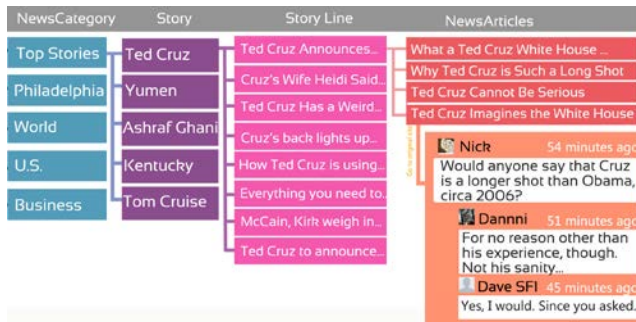 NewsCategory
Story
Story Line
NewsArticles
Top Stories
Philadelphia
World
U.S.
Business
Ted Cruz
Yumen
Ashraf Ghani
Kentucky
Tom Cruise
Ted Cruz Announces...
Cruz's Wife Heidi Said...
Ted Cruz Has a Weird...
Cruz's back lights up...
How Ted Cruz is using...
Everything you need to..
McCain, Kirk weigh in...
Ted Cruz to announce...
What a Ted Cruz White House ...
Why Ted Cruz is Such a Long Shot
Ted Cruz Cannot Be Serious
Ted Cruz Imagines the White House
Nick 54 minutes ago
Would anyone say that Cruz
is a longer shot than Obama,
circa 2006?
Dannni 51 minutes ago
For no reason other than
his experience, though.
Not his sanity...
Dave SFI 45 minutes ago
Yes, I would. Since you asked.